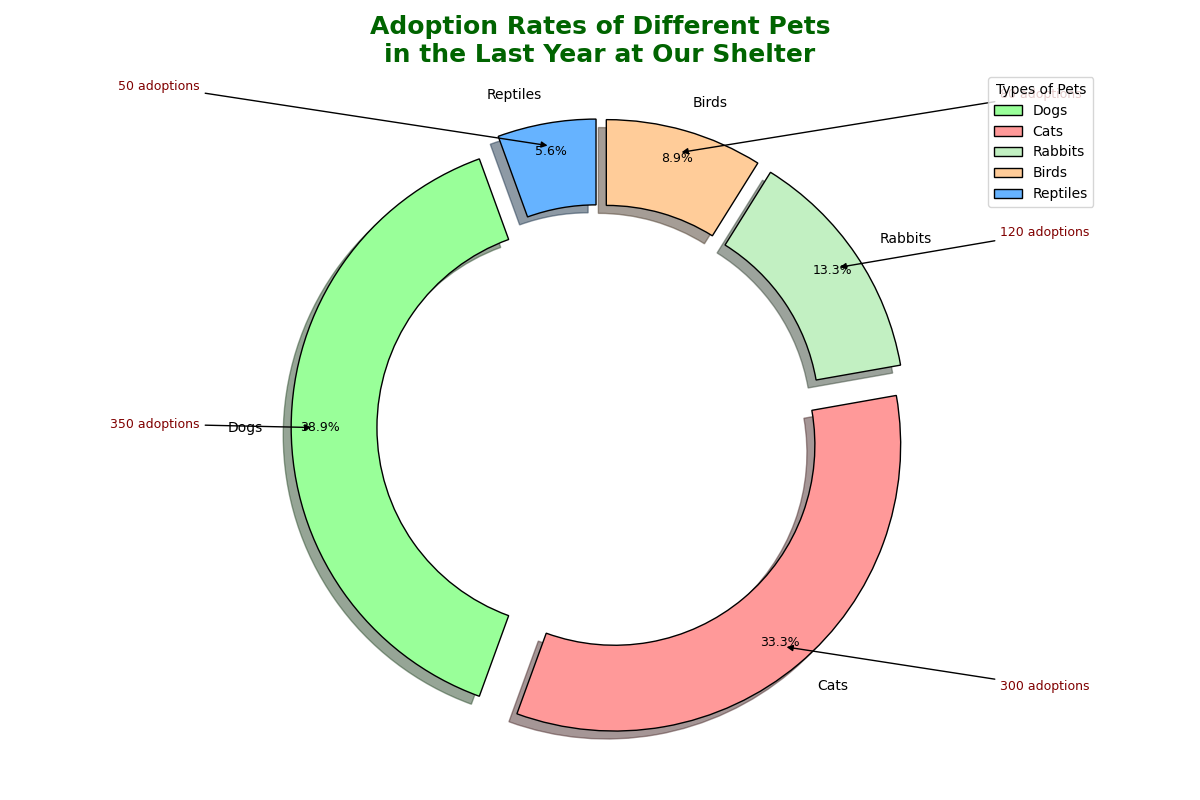 Adoption Rates of Different Pets
in the Last Year at Our Shelter
50 adoptions
Reptiles
Birds
Types of Pets
Dogs
Cats
Rabbits
Birds
Reptiles
5.6%
8.9%
Rabbits
120 adoptions
13.3%
350 adoptions
Dogs
38.9%
33.3%
Cats
300 adoptions